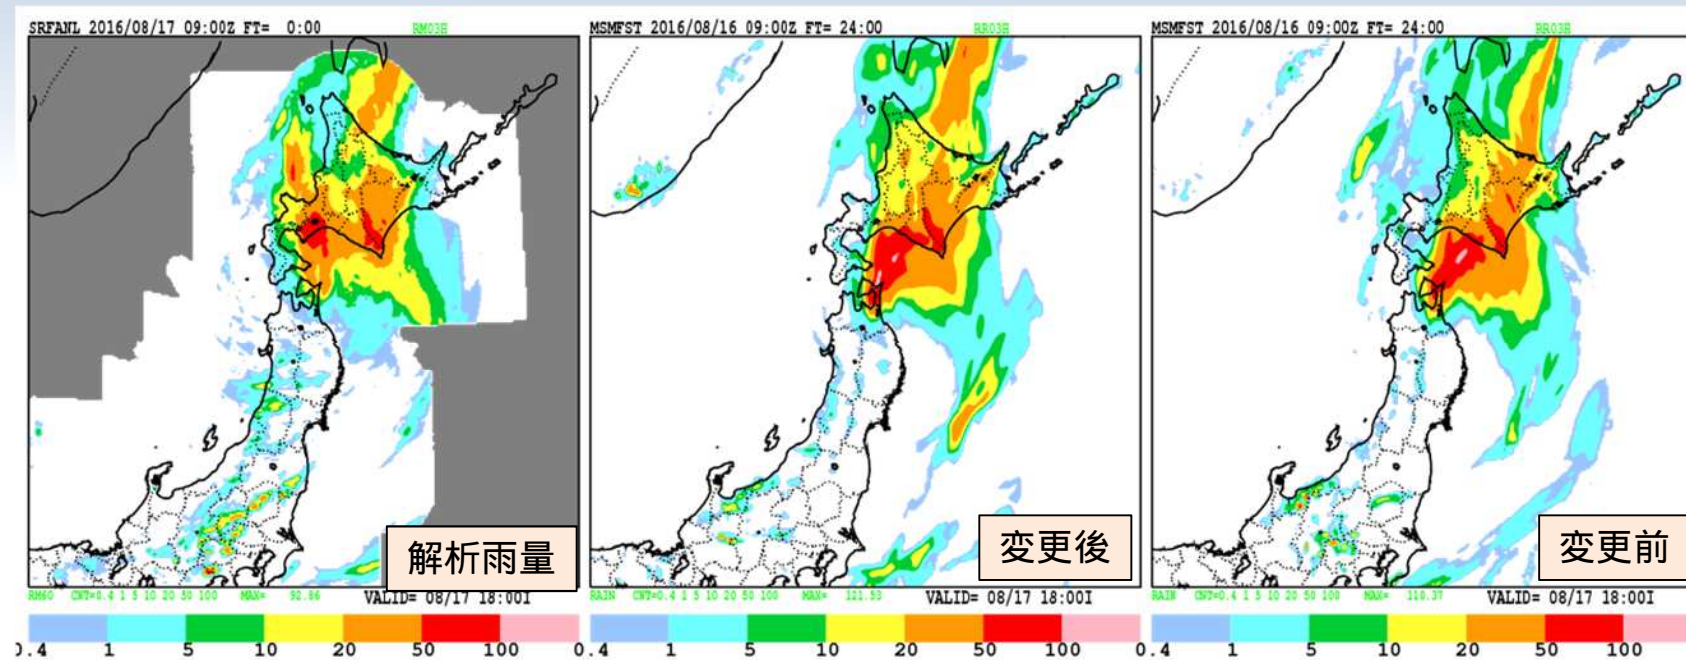 SRFANL 2016/08/17 09:00Z FT= 0:00 RM03H
解析雨量
RM60 CNT=0.4 1 5 10 20 50 100 MAX= 92.86 VALID= 08/17 18:00I
0.4 1 5 10 20 50 100
MSMFST 2016/08/16 09:00Z FT= 24:00 RR03H
変更後
RAIN CNT=0.4 1 5 10 20 50 100 MAX= 121.53 VALID= 08/17 18:00I
0.4 1 5 10 20 50 100
MSMFST 2016/08/16 09:00Z FT= 24:00 RR03H
変更前
RAIN CNT=0.4 1 5 10 20 50 100 MAX= 110.37 VALID= 08/17 18:00I
0.4 1 5 10 20 50 100